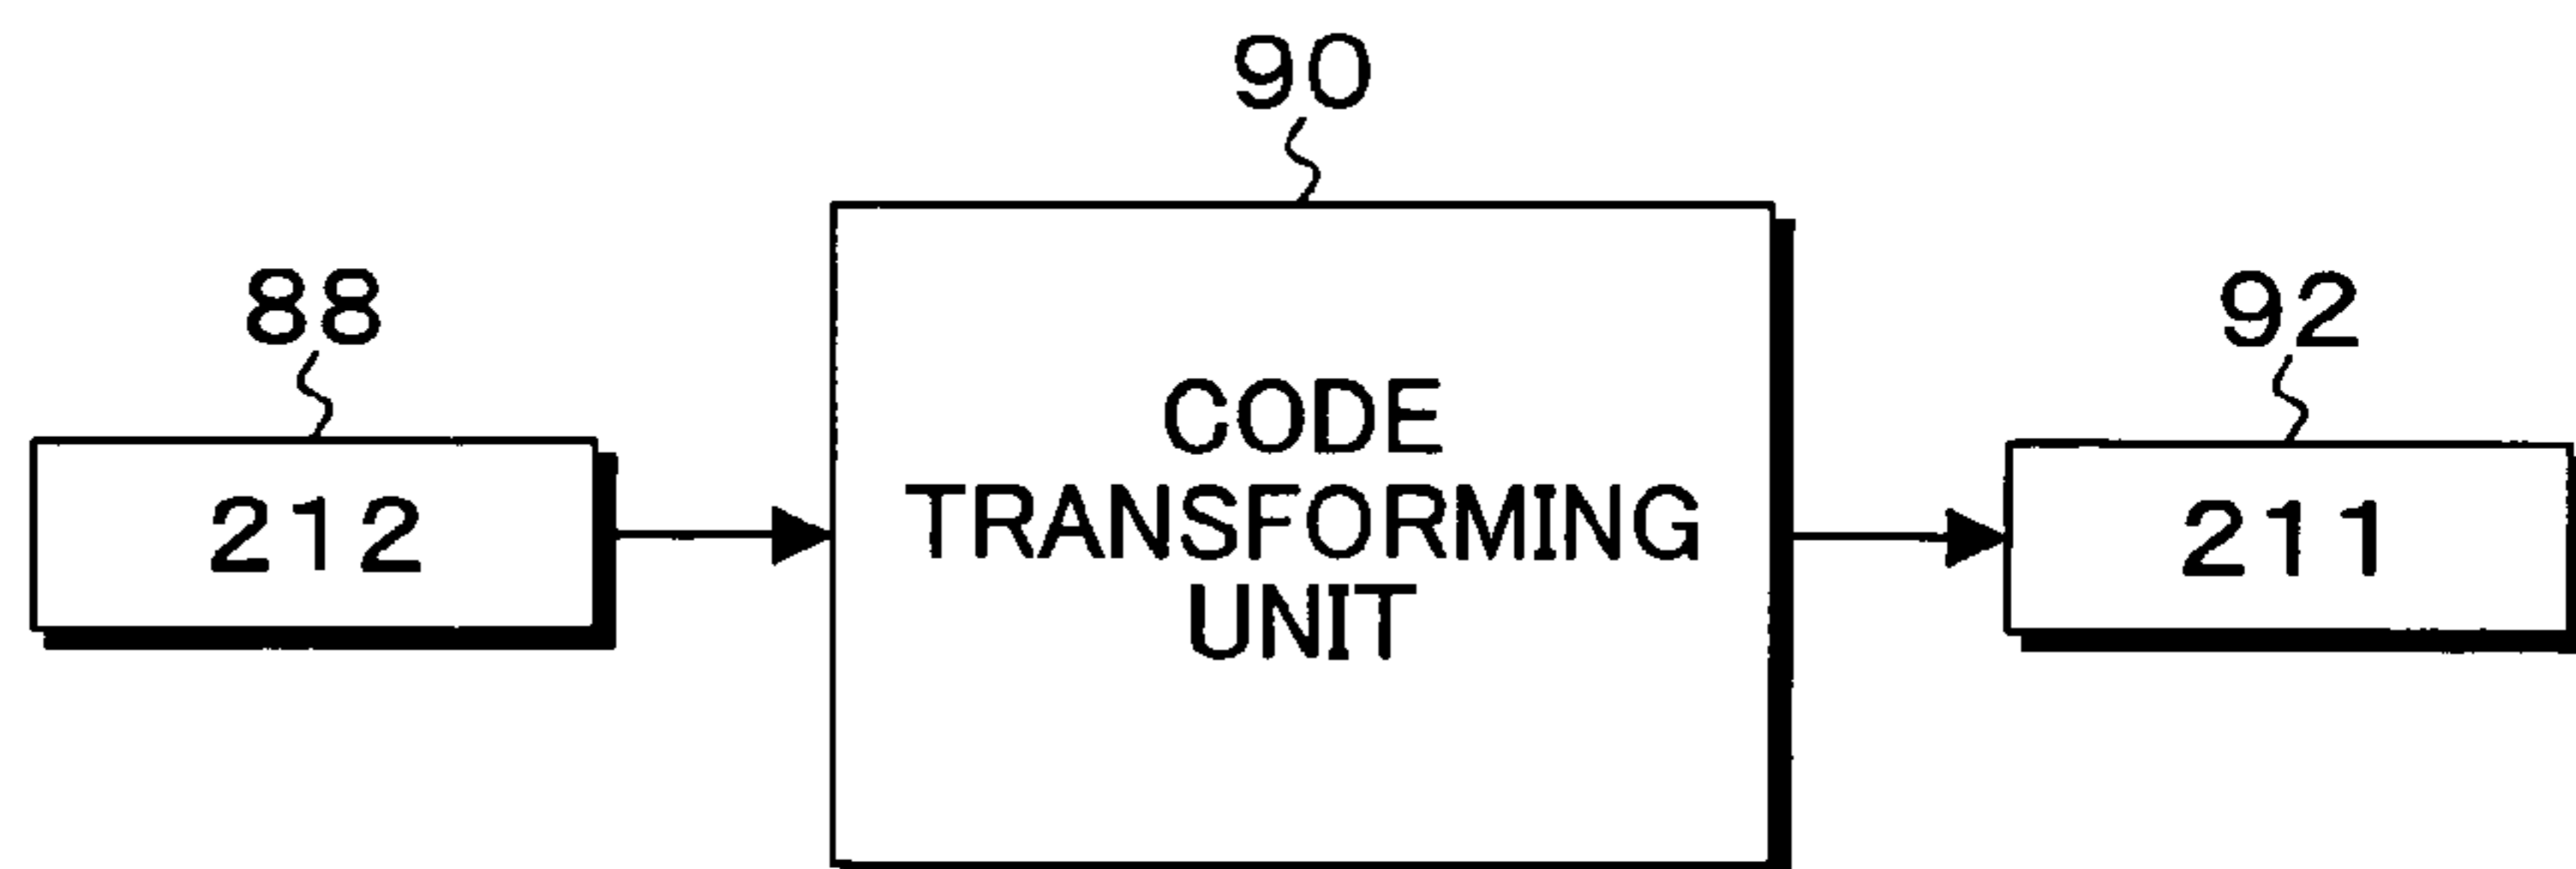 90
88
92
212
CODE
TRANSFORMING
UNIT
211